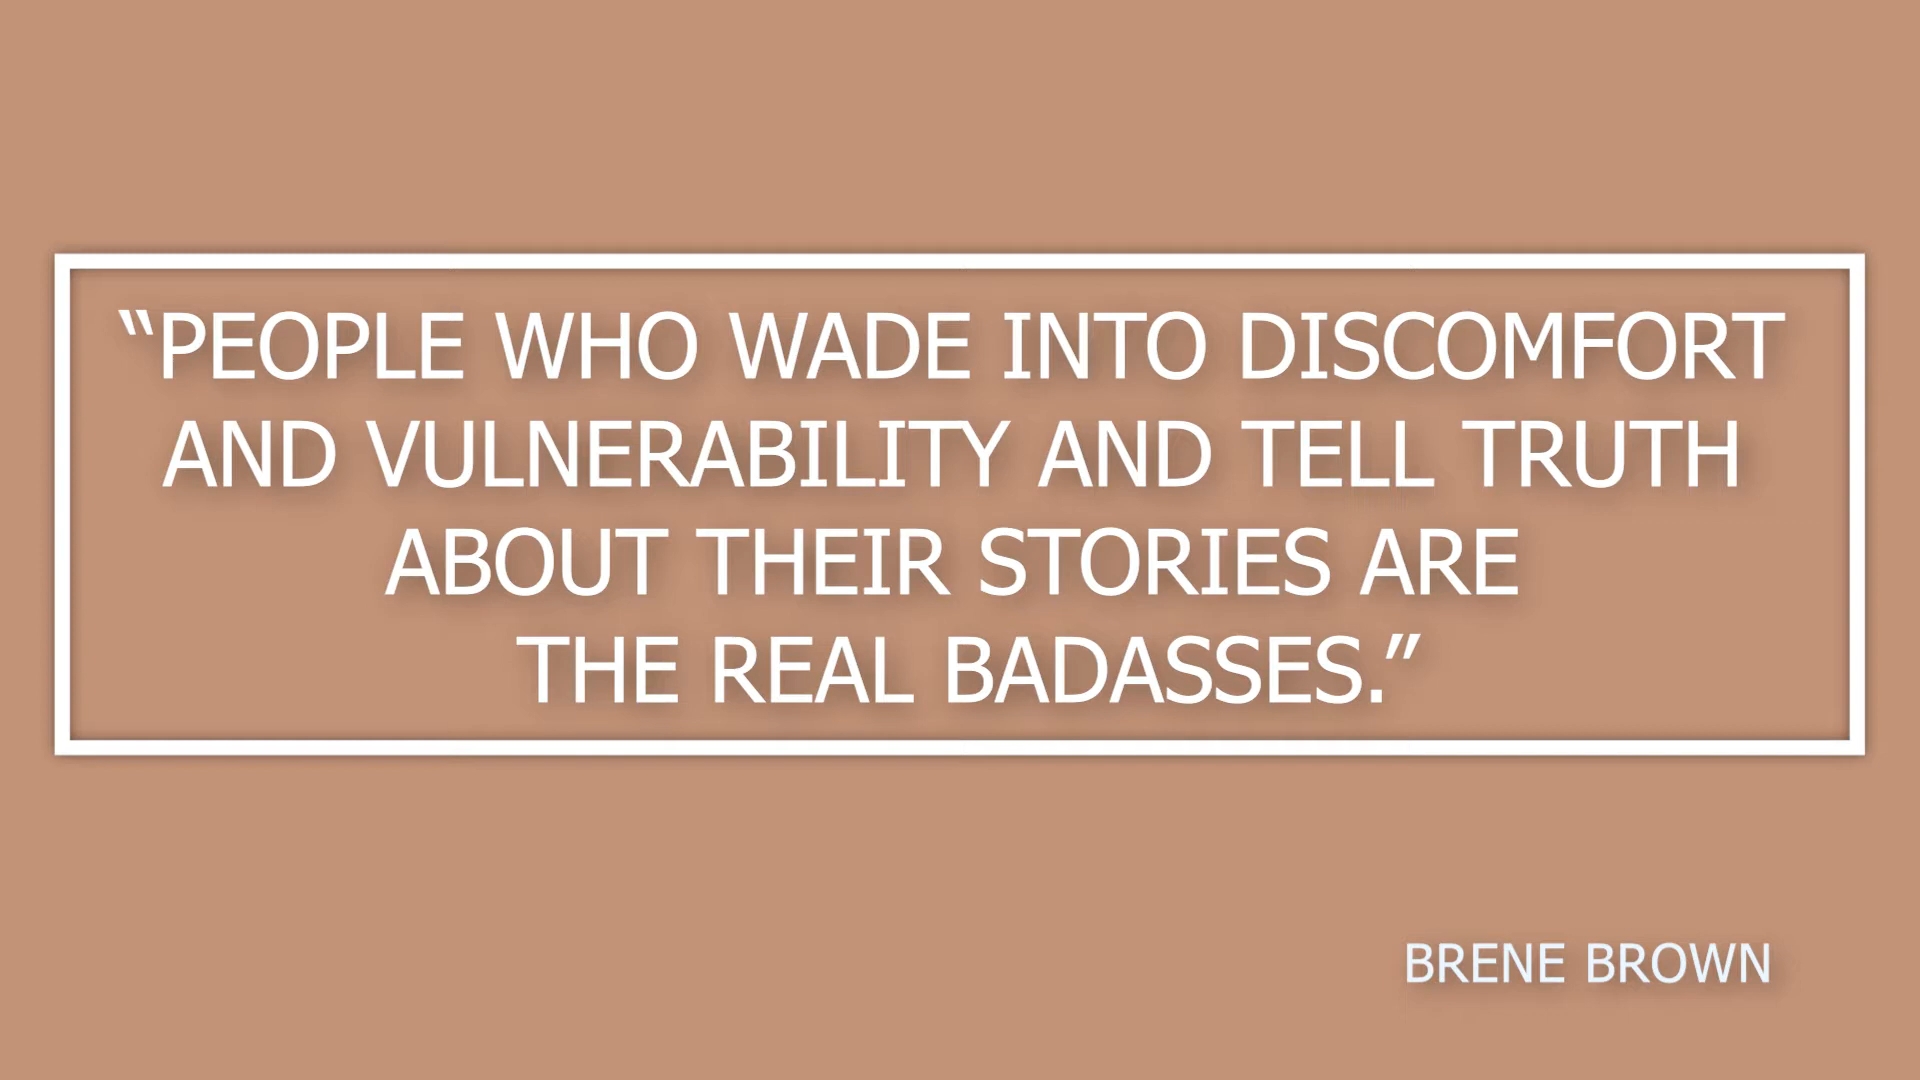 “PEOPLE WHO WADE INTO DISCOMFORT
AND VULNERABILITY AND TELL TRUTH
ABOUT THEIR STORIES ARE
THE REAL BADASSES.”
BRENE BROWN